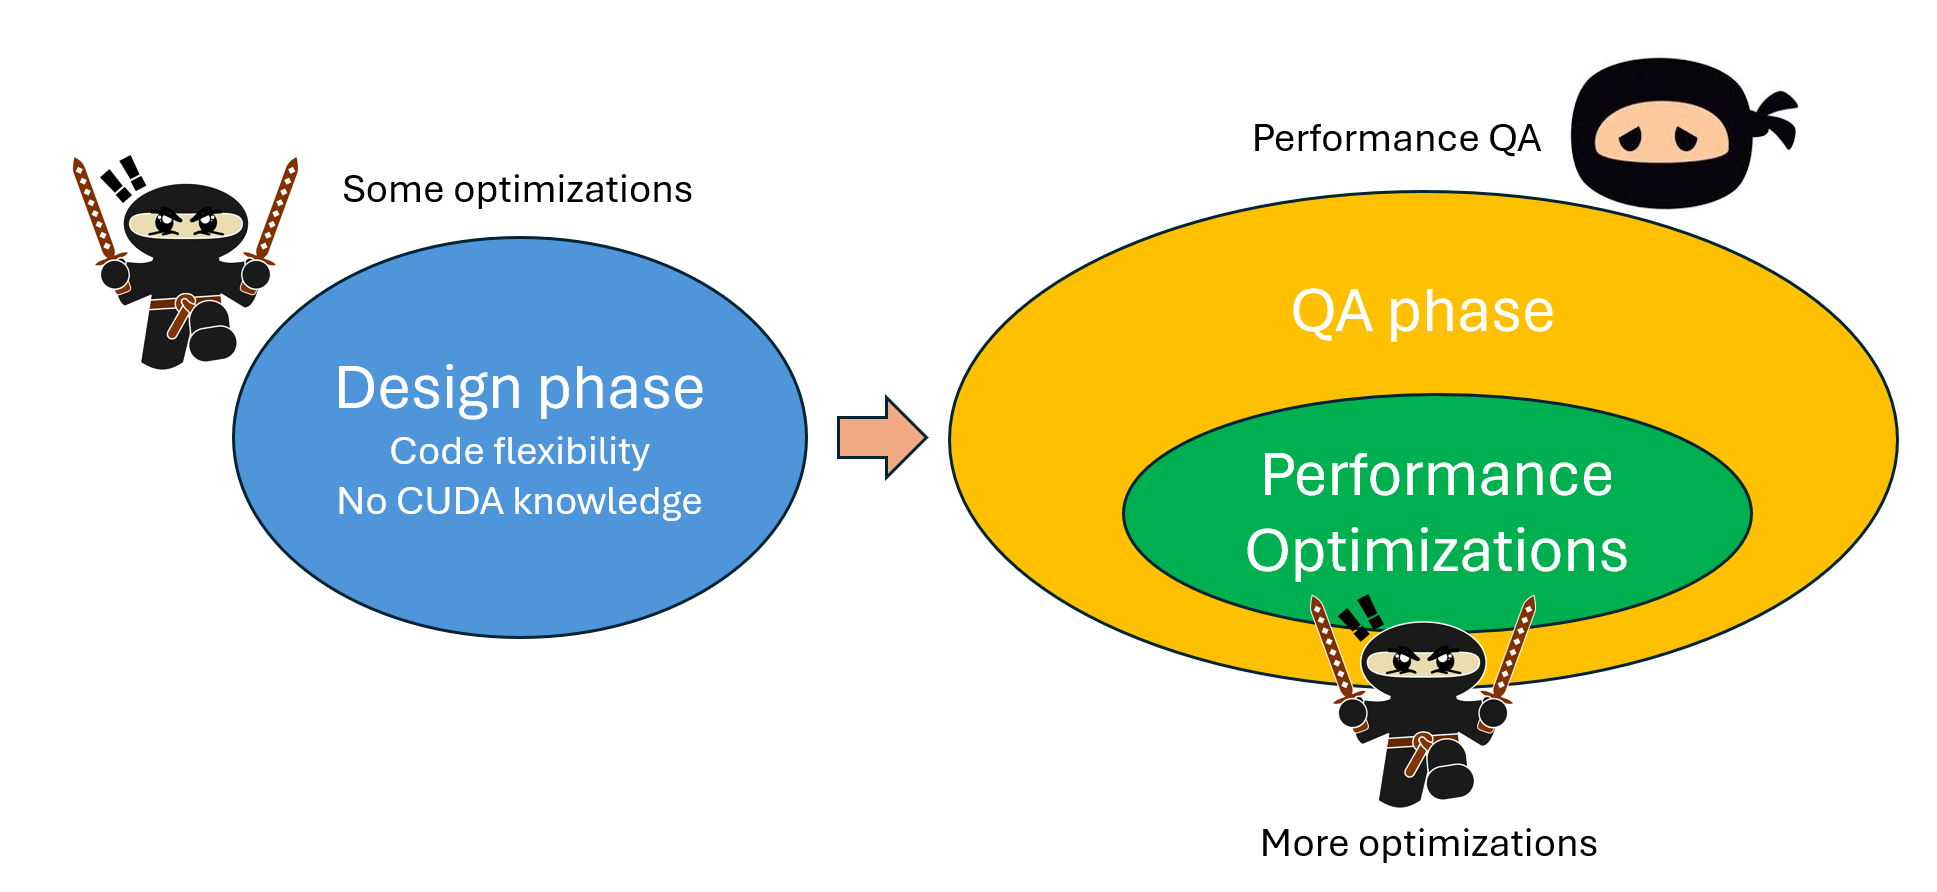 Some optimizations
Design phase
Code flexibility
No CUDA knowledge
Performance QA
QA phase
Performance
Optimizations
More optimizations